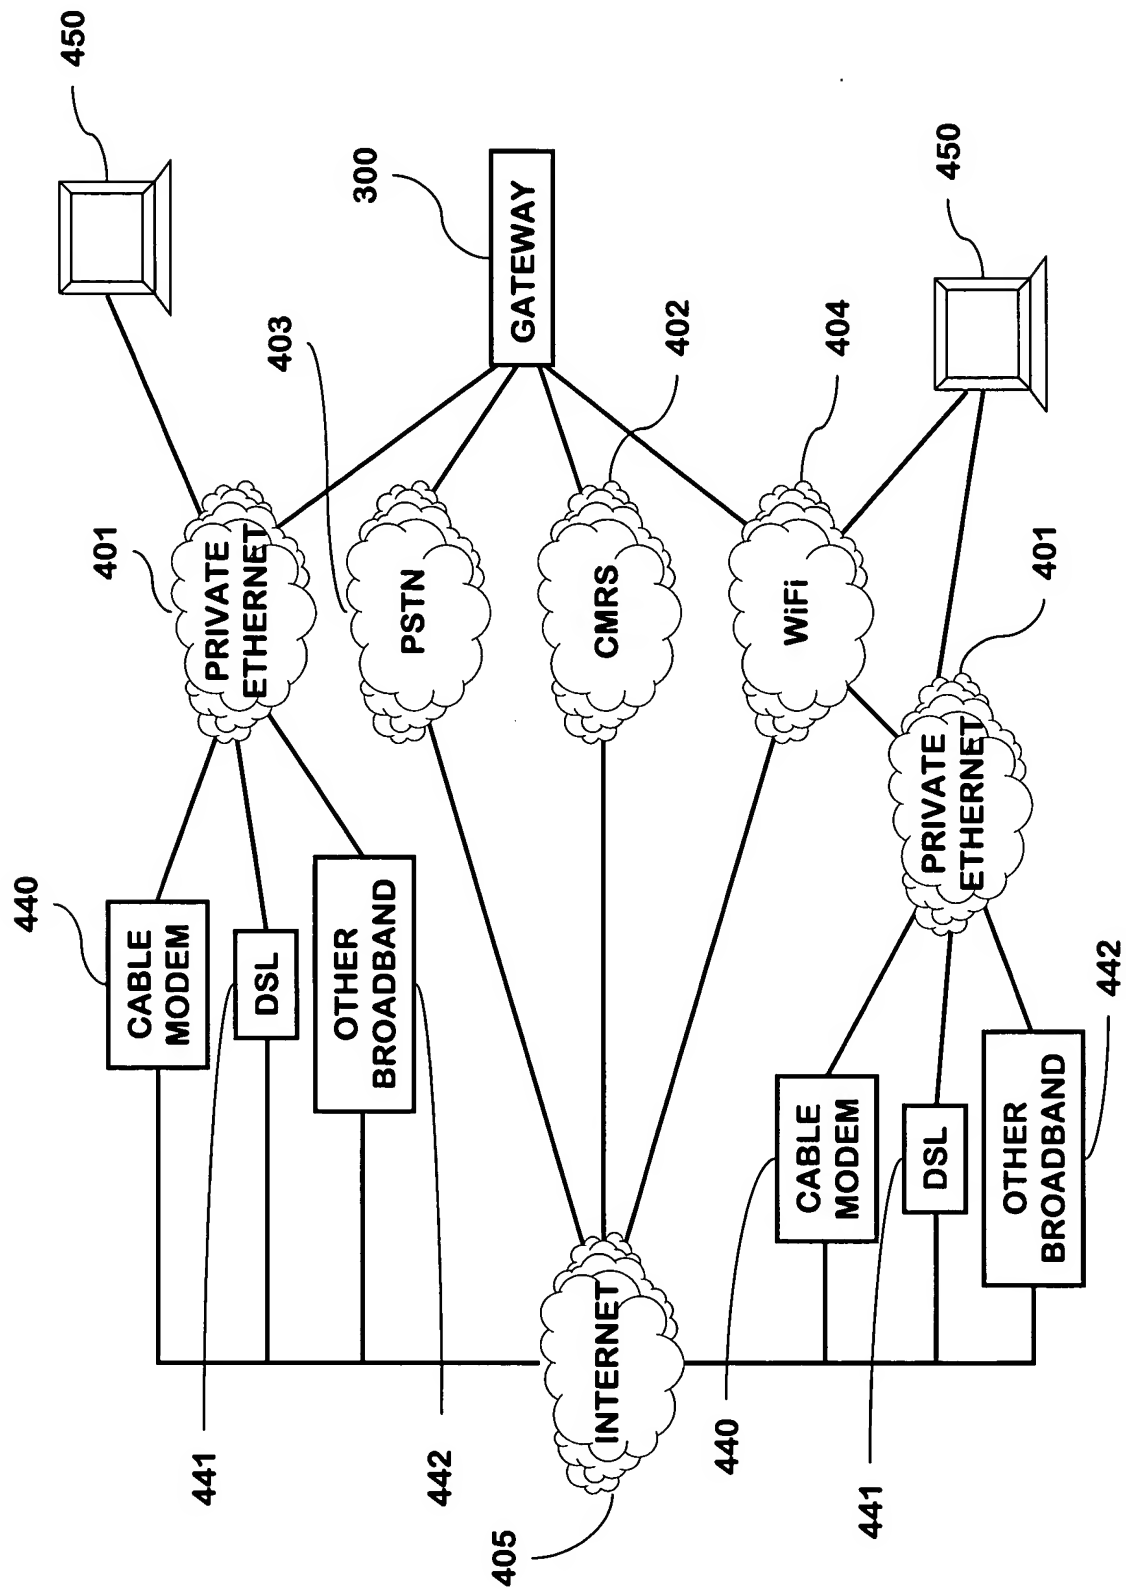 440
450
401
CABLE
MODEM
441
PRIVATE
ETHERNET
DSL
403
OTHER
BROADBAND
300
PSTN
442
405
GATEWAY
INTERNET
CMRS
402
440
WiFi
CABLE
MODEM
404
441
PRIVATE
ETHERNET
DSL
450
OTHER
BROADBAND
401
442